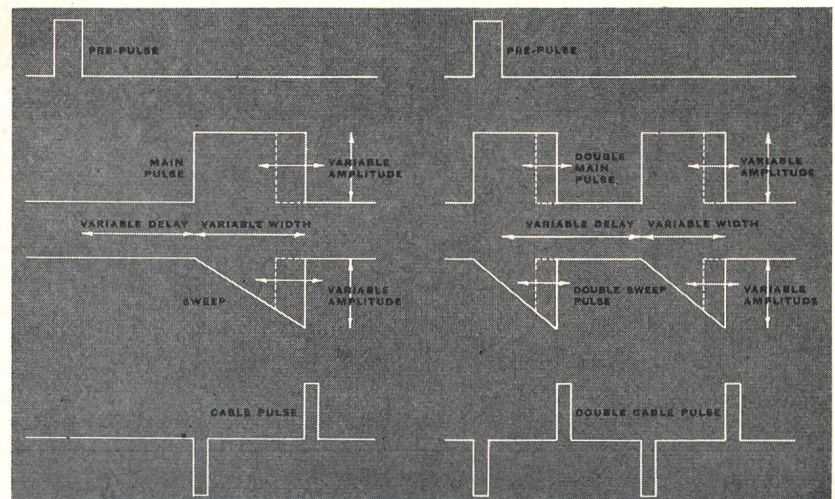 PRE-PULSE
MAIN
PULSE
VARIABLE
AMPLITUDE
VARIABLE DELAY
VARIABLE WIDTH
SWEEP
VARIABLE
AMPLITUDE
CABLE PULSE
PRE-PULSE
DOUBLE
MAIN
PULSE
VARIABLE
AMPLITUDE
VARIABLE DELAY
VARIABLE WIDTH
DOUBLE SWEEP
PULSE
VARIABLE
AMPLITUDE
DOUBLE CABLE PULSE